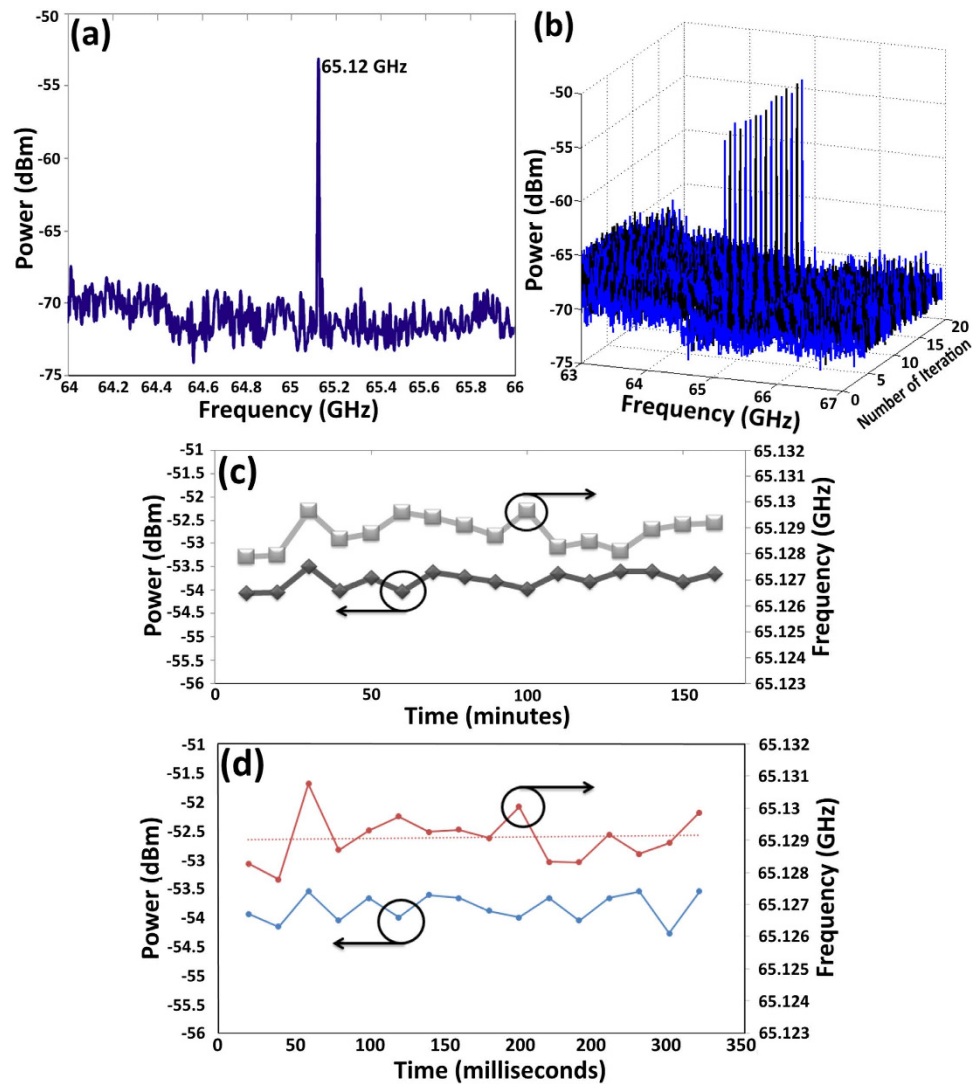 (a)
Power (dBm)
-50
-55
-60
-65
-70
-75
65.12 GHz
64 64.2 64.4 64.6 64.8 65 65.2 65.4 65.6 65.8 66
Frequency (GHz)
(b)
Power (dBm)
-50
-55
-60
-65
-70
-75
63 64 65 66 67
Frequency (GHz)
0 5 10 15 20
Number of Iteration
(c)
Power (dBm)
-51
-52
-52.5
-53
-53.5
-54
-54.5
-55
-55.5
-56
65.132
65.131
65.13
65.129
65.128
65.127
65.126
65.125
65.124
65.123
Frequency (GHz)
0 50 100 150
Time (minutes)
(d)
Power (dBm)
-51
-51.5
-52
-52.5
-53
-53.5
-54
-54.5
-55
-55.5
-56
65.132
65.131
65.13
65.129
65.128
65.127
65.126
65.125
65.124
65.123
Frequency (GHz)
0 50 100 150 200 200 300 350
Time (milliseconds)